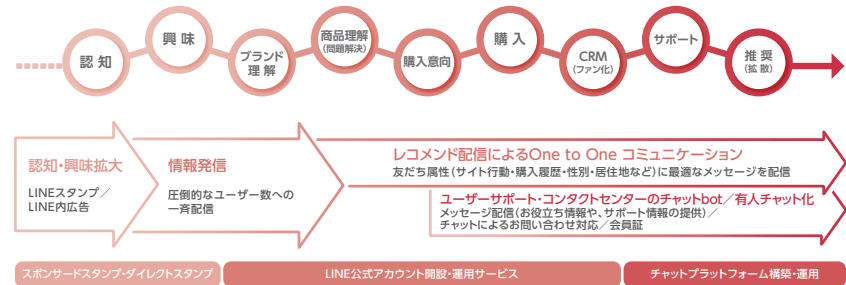 認知
興味
ブランド
理解
商品理解
(問題解決)
購入意向
購入
CRM
(ファン化)
サポート
推奨
(拡散)
認知・興味拡大
LINEスタンプ/
LINE内広告
情報発信
圧倒的なユーザー数への
一斉配信
レコメンド配信によるOne to One コミュニケーション
友だち属性(サイト行動・購入履歴・性別・居住地など)に最適なメッセージを配信
ユーザーサポート・コンタクトセンターのチャットbot/有人チャット化
メッセージ配信(お役立ち情報や、サポート情報の提供)/
チャットによるお問い合わせ対応/会員証
スポンサードスタンプ・ダイレクトスタンプ
LINE公式アカウント開設・運用サービス
チャットプラットフォーム構築・運用